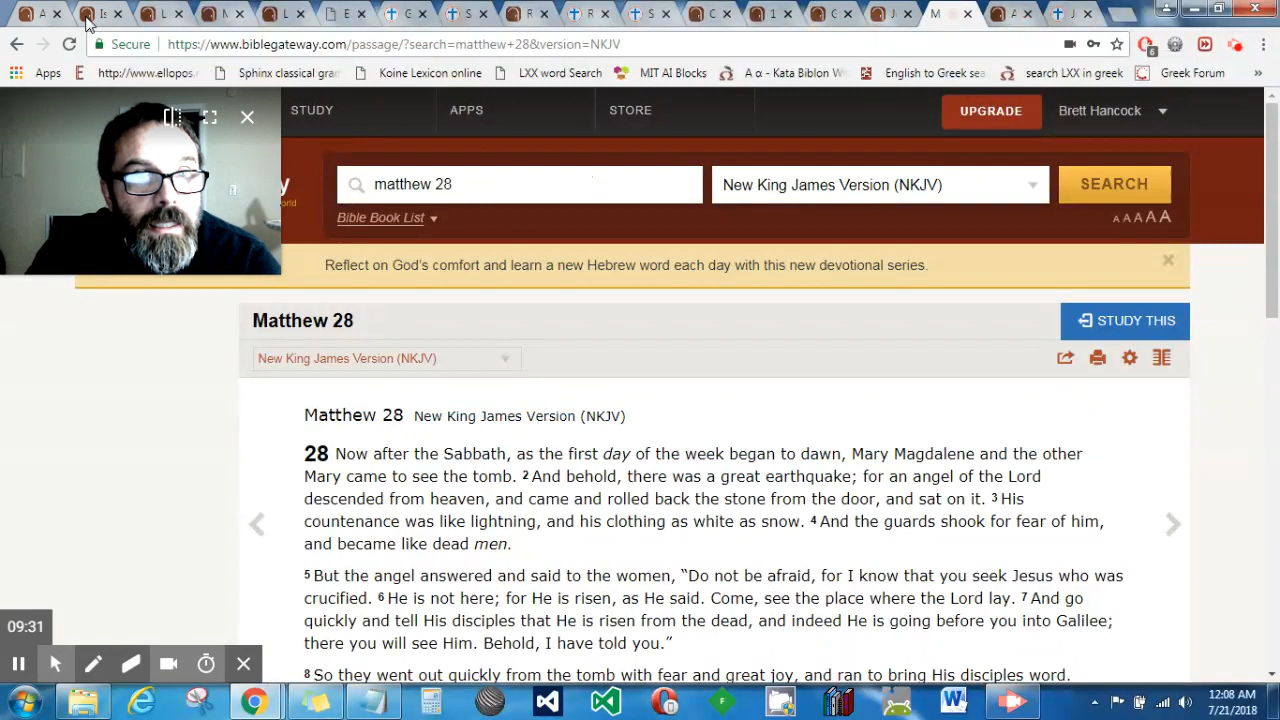 A
Is
L
M
L
E
G
M
R
R
S
C
1
W
J
M
A
J
Secure https://www.biblegateway.com/passage/?search=matthew+28&version=NKJV
6
Apps http://www.ellopos.r Sphinx classical gra Koine Lexicon online LXX word Search MIT AI Blocks A α - Kata Biblon W English to Greek sea search LXX in greek Greek Forum »
STUDY APPS STORE UPGRADE Brett Hancock
matthew 28 New King James Version (NKJV) SEARCH
Bible Book List A A A A A
Reflect on God's comfort and learn a new Hebrew word each day with this new devotional series.
Matthew 28 STUDY THIS
New King James Version (NKJV)
Matthew 28 New King James Version (NKJV)
28 Now after the Sabbath, as the first day of the week began to dawn, Mary Magdalene and the other
Mary came to see the tomb. 2 And behold, there was a great earthquake; for an angel of the Lord
descended from heaven, and came and rolled back the stone from the door, and sat on it. 3 His
countenance was like lightning, and his clothing as white as snow. 4 And the guards shook for fear of him,
and became like dead men.
5 But the angel answered and said to the women, “Do not be afraid, for I know that you seek Jesus who was
crucified. 6 He is not here; for He is risen, as He said. Come, see the place where the Lord lay. 7 And go
quickly and tell His disciples that He is risen from the dead, and indeed He is going before you into Galilee;
there you will see Him. Behold, I have told you.”
8 So they went out quickly from the tomb with fear and great joy, and ran to bring His disciples word.
09:31
12:08 AM
7/21/2018